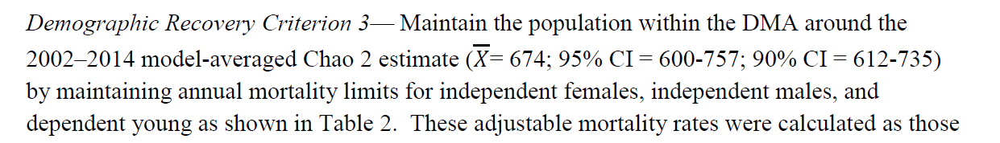 Demographic Recovery Criterion 3— Maintain the population within the DMA around the
2002–2014 model-averaged Chao 2 estimate (X̅= 674; 95% CI = 600-757; 90% CI = 612-735)
by maintaining annual mortality limits for independent females, independent males, and
dependent young as shown in Table 2.  These adjustable mortality rates were calculated as those